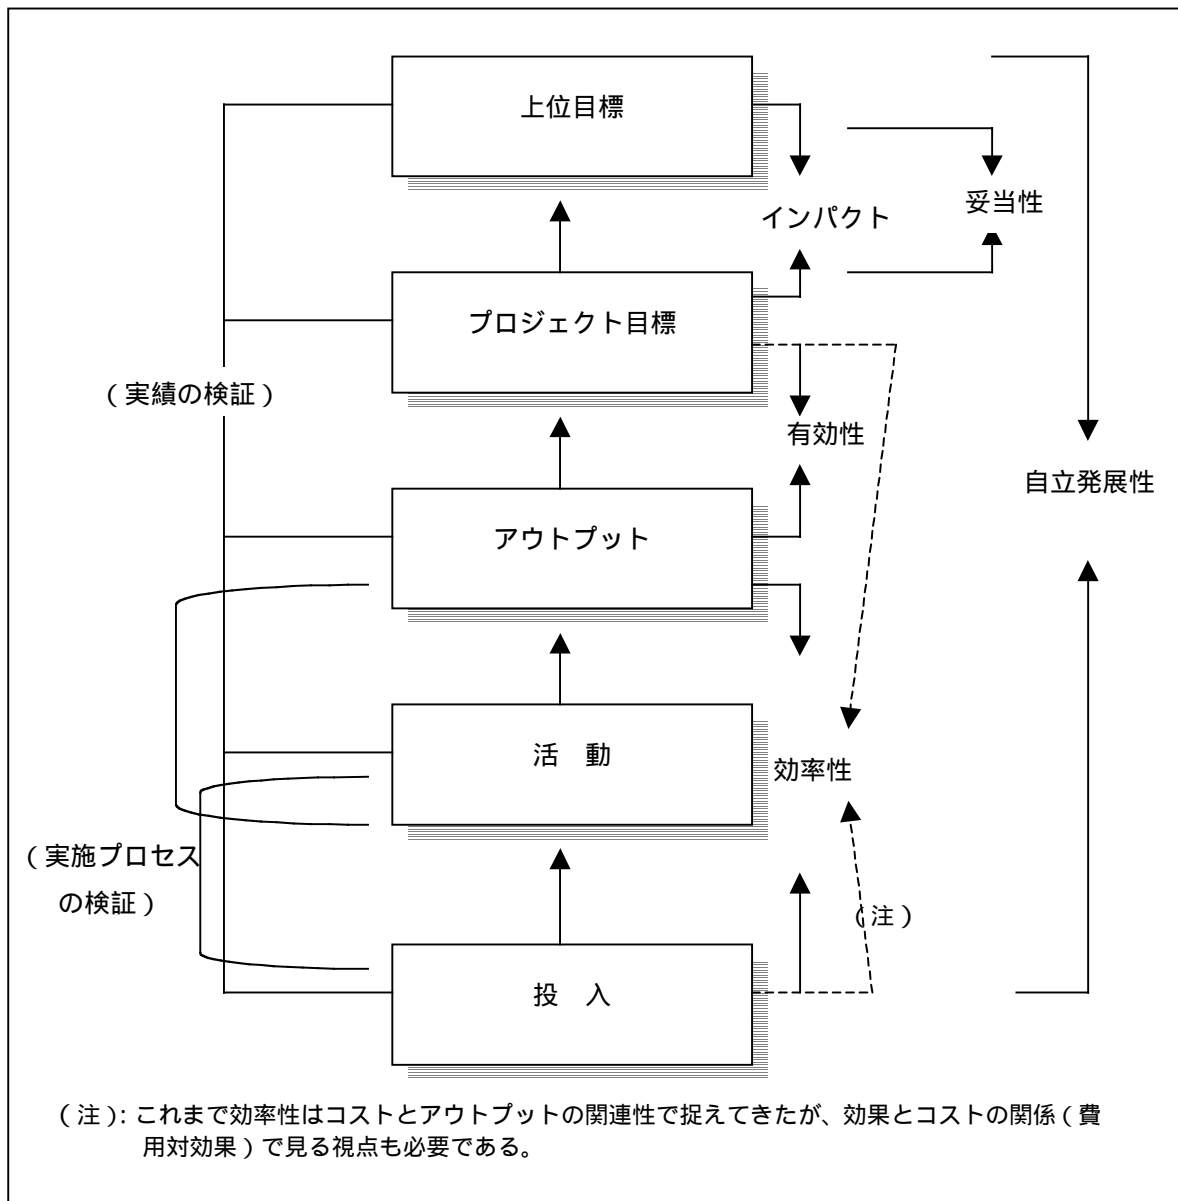 上位目標
妥当性
インパクト
プロジェクト目標
（実績の検証）
有効性
自立発展性
アウトプット
活　動
効率性
（実施プロセス
の検証）
（注）
投　入
（注）：これまで効率性はコストとアウトプットの関連性で捉えてきたが、効果とコストの関係（費
用対効果）で見る視点も必要である。